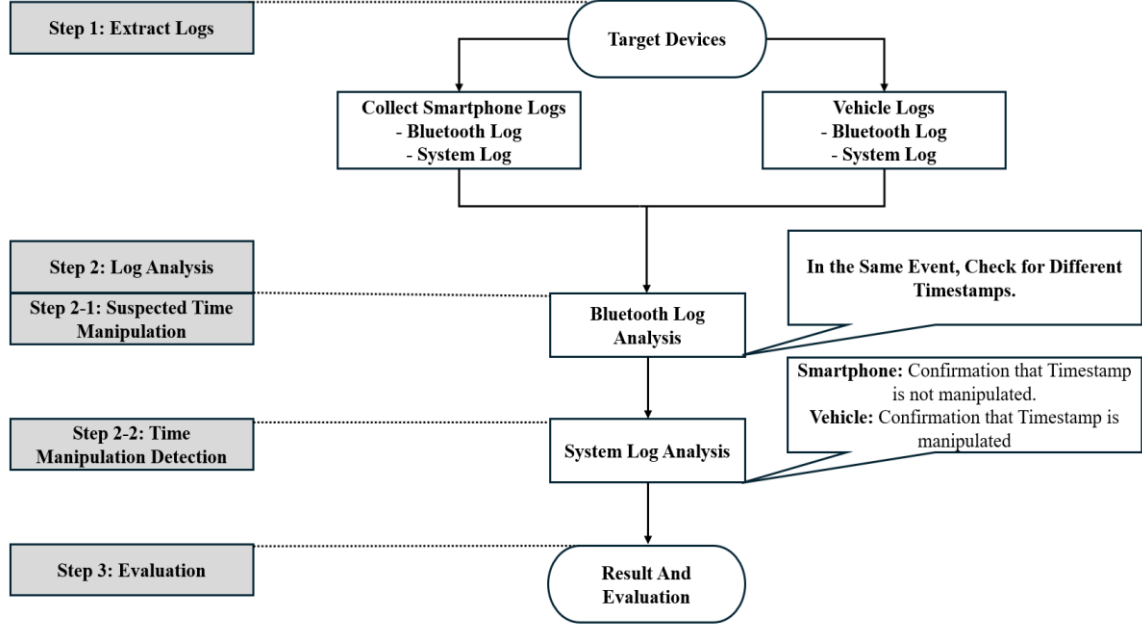 Step 1: Extract Logs
Target Devices
Collect Smartphone Logs
- Bluetooth Log
- System Log
Vehicle Logs
- Bluetooth Log
- System Log
Step 2: Log Analysis
Step 2-1: Suspected Time
Manipulation
In the Same Event, Check for Different
Timestamps.
Bluetooth Log
Analysis
Smartphone: Confirmation that Timestamp
is not manipulated.
Vehicle: Confirmation that Timestamp is
manipulated
Step 2-2: Time
Manipulation Detection
System Log Analysis
Step 3: Evaluation
Result And
Evaluation